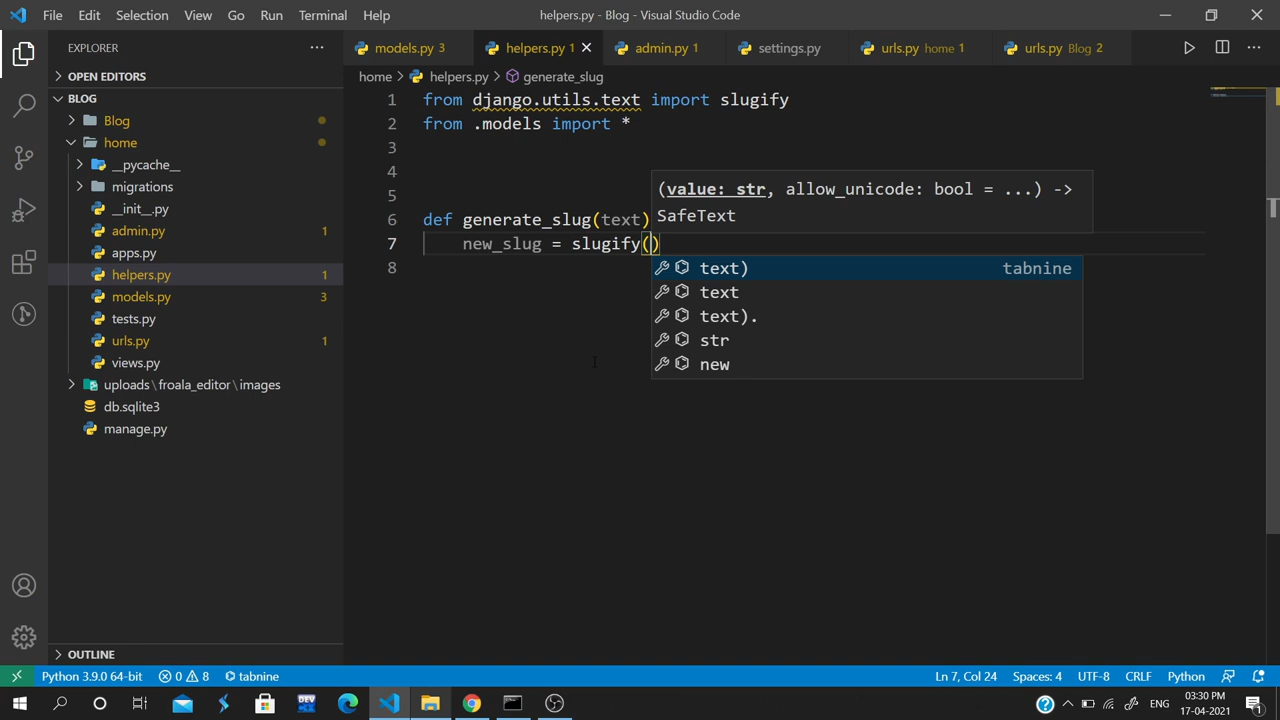 File Edit Selection View Go Run Terminal Help helpers.py - Blog - Visual Studio Code
EXPLORER
models.py 3 helpers.py 1 admin.py 1 settings.py urls.py home 1 urls.py Blog 2
OPEN EDITORS
home helpers.py generate_slug
BLOG
Blog
home
__pycache__
migrations
__init__.py
admin.py 1
apps.py
helpers.py 1
models.py 3
tests.py
urls.py 1
views.py
uploads\froala_editor\images
db.sqlite3
manage.py
OUTLINE
1 from django.utils.text import slugify
2 from .models import *
3
4
5
6 def generate_slug(text)
7 new_slug = slugify()
8
(value: str, allow_unicode: bool = ...) ->
SafeText
text) tabnine
text
text).
str
new
Python 3.9.0 64-bit 0 8 tabnine Ln 7, Col 24 Spaces: 4 UTF-8 CRLF Python
DEV
ENG 03:30 PM
17-04-2021 1